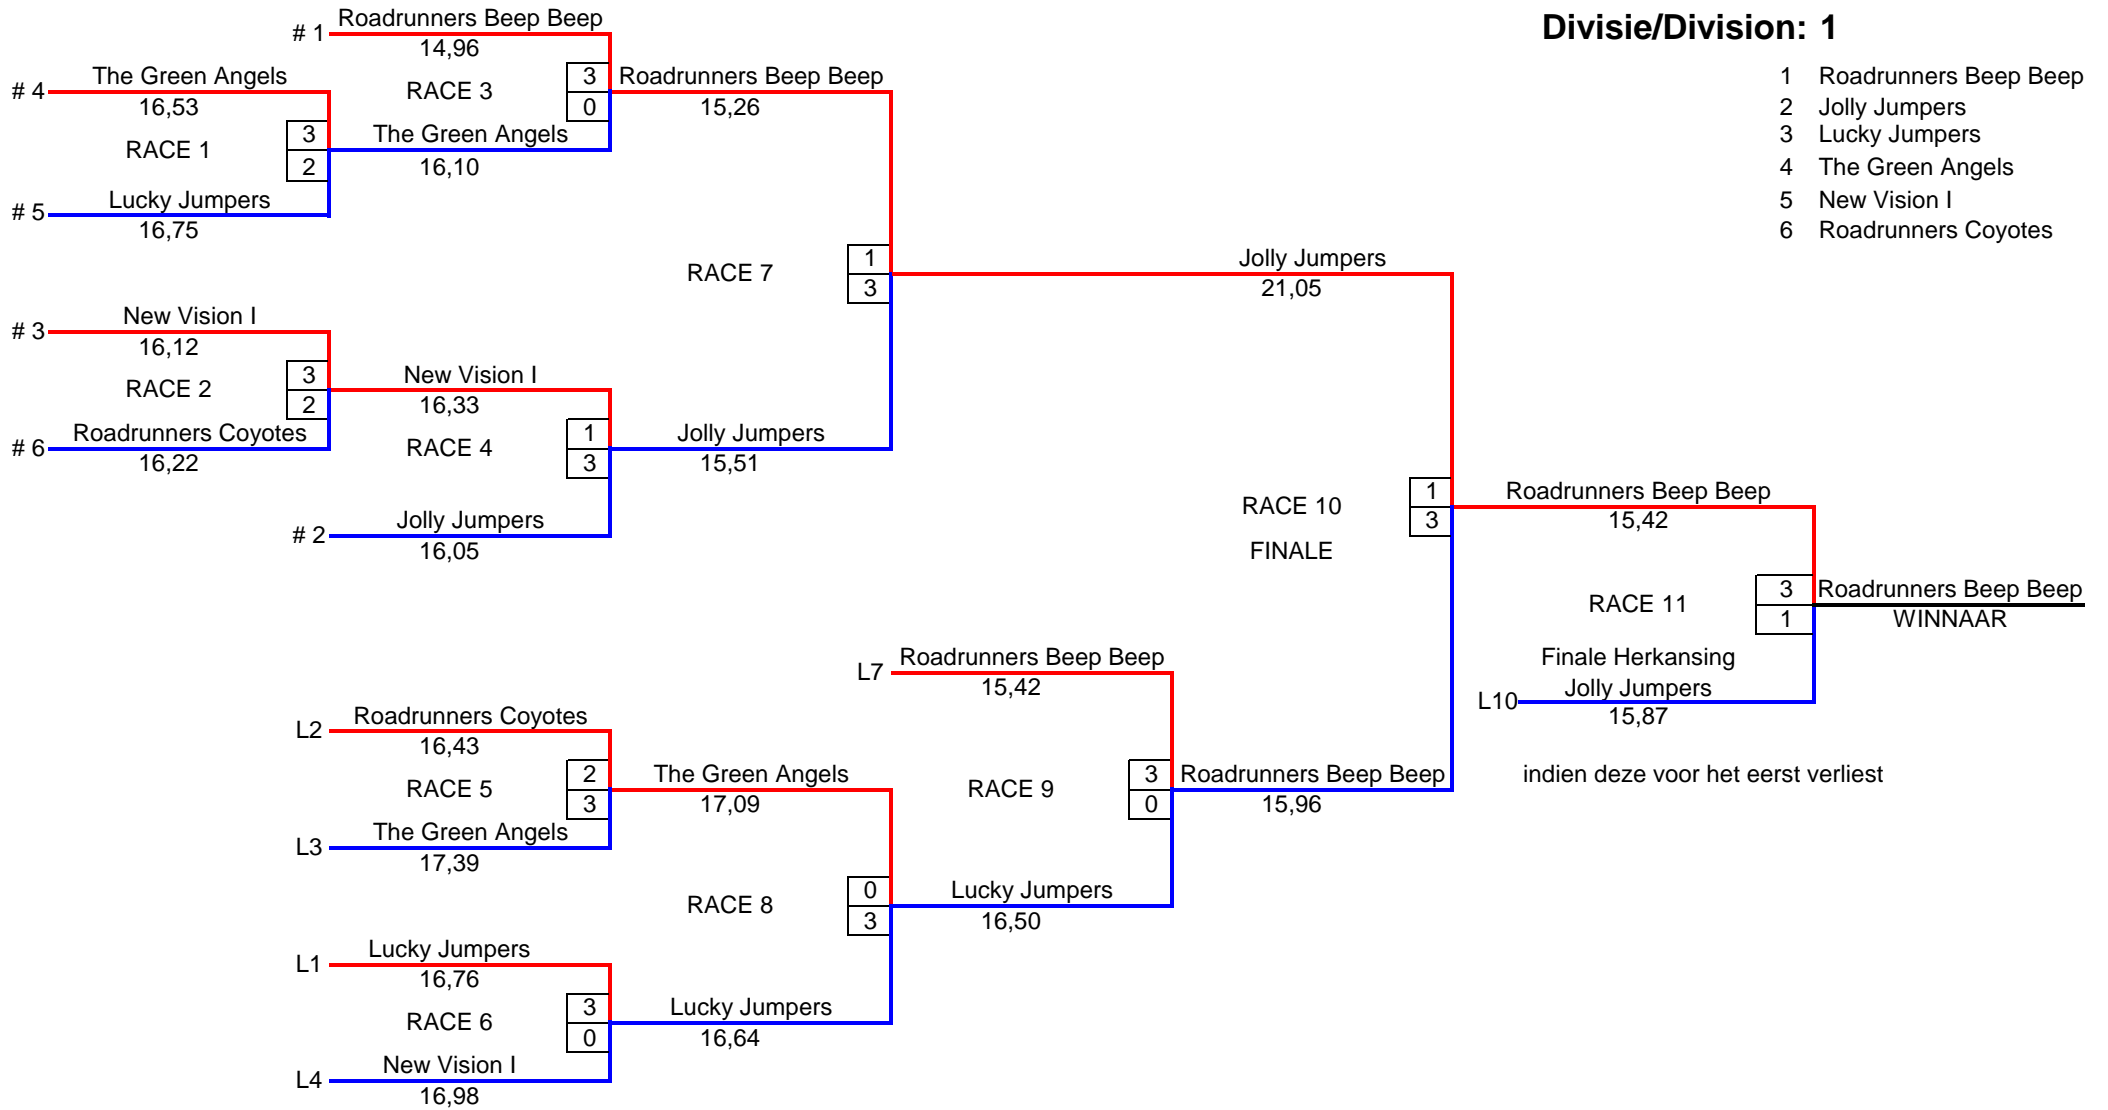 Divisie/Division: 1
1 Roadrunners Beep Beep
2 Jolly Jumpers
3 Lucky Jumpers
4 The Green Angels
5 New Vision I
6 Roadrunners Coyotes
# 1 Roadrunners Beep Beep
14,96
RACE 3
3
0
The Green Angels
16,10
# 4 The Green Angels
16,53
RACE 1
3
2
# 5 Lucky Jumpers
16,75
# 3 New Vision I
16,12
RACE 2
3
2
# 6 Roadrunners Coyotes
16,22
New Vision I
16,33
RACE 4
1
3
# 2 Jolly Jumpers
16,05
Roadrunners Beep Beep
15,26
RACE 7
1
3
Jolly Jumpers
15,51
L2 Roadrunners Coyotes
16,43
RACE 5
2
3
L3 The Green Angels
17,39
L1 Lucky Jumpers
16,76
RACE 6
3
0
L4 New Vision I
16,98
The Green Angels
17,09
RACE 8
0
3
Lucky Jumpers
16,64
L7 Roadrunners Beep Beep
15,42
RACE 9
3
0
Lucky Jumpers
16,50
Jolly Jumpers
21,05
RACE 10
FINALE
1
3
Roadrunners Beep Beep
15,96
Roadrunners Beep Beep
15,42
RACE 11
3
1
Finale Herkansing
L10 Jolly Jumpers
15,87
indien deze voor het eerst verliest
Roadrunners Beep Beep
WINNAAR